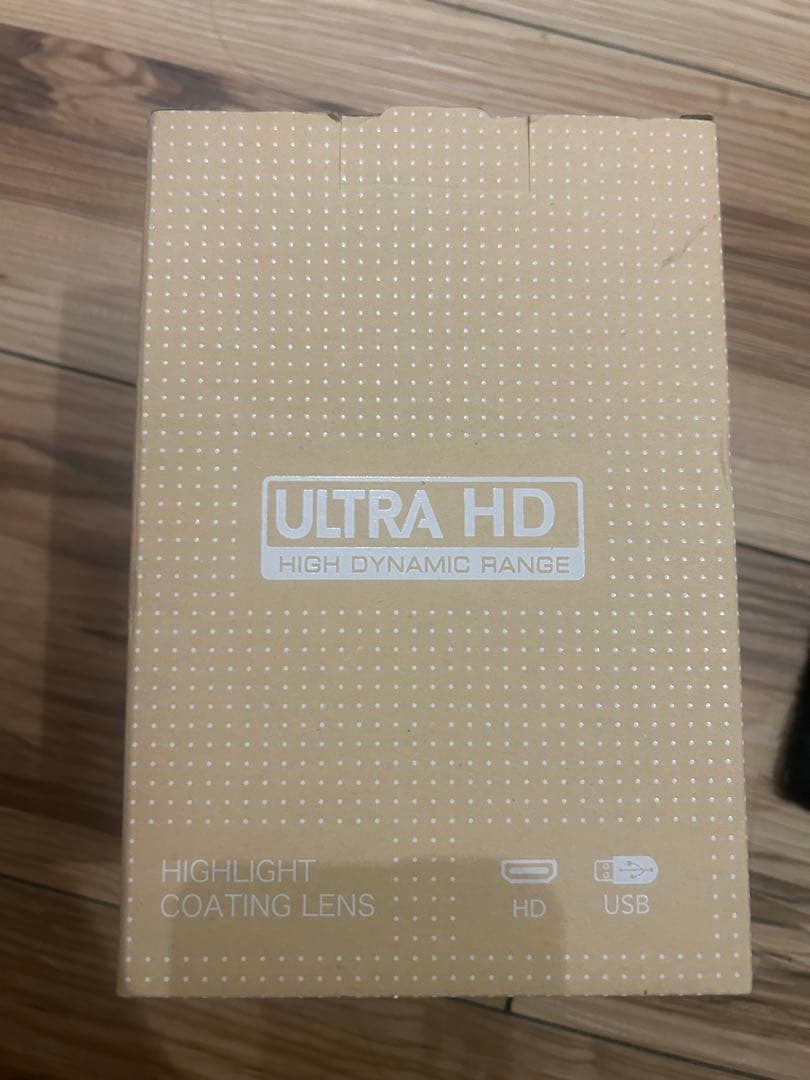 ULTRA HD
HIGH DYNAMIC RANGE
HIGHLIGHT
COATING LENS
HD
USB